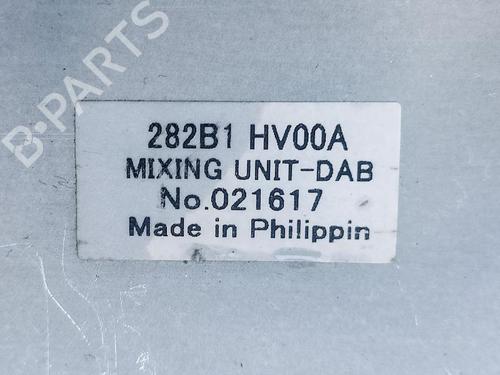 B-PARTS
282B1 HV00A
MIXING UNIT-DAB
No.021617
Made in Philippin